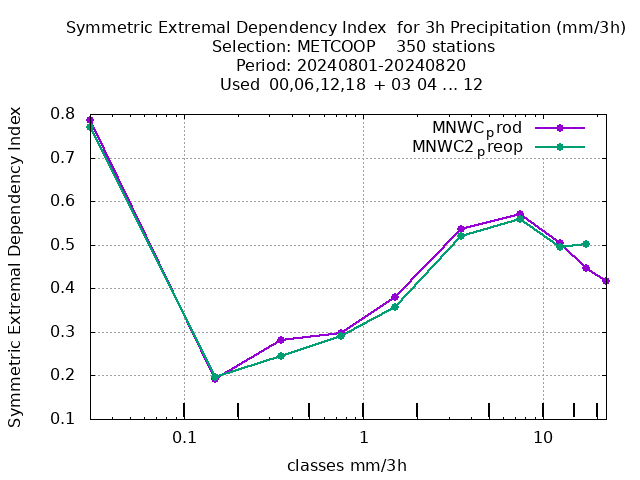 Symmetric Extremal Dependency Index  for 3h Precipitation (mm/3h)
Selection: METCOOP    350 stations
Period: 20240801-20240820
Used 00,06,12,18 + 03 04 ... 12
Symmetric Extremal Dependency Index
0.8
0.7
0.6
0.5
0.4
0.3
0.2
0.1
MNWCprod
MNWC2preop
0.1
1
10
classes mm/3h